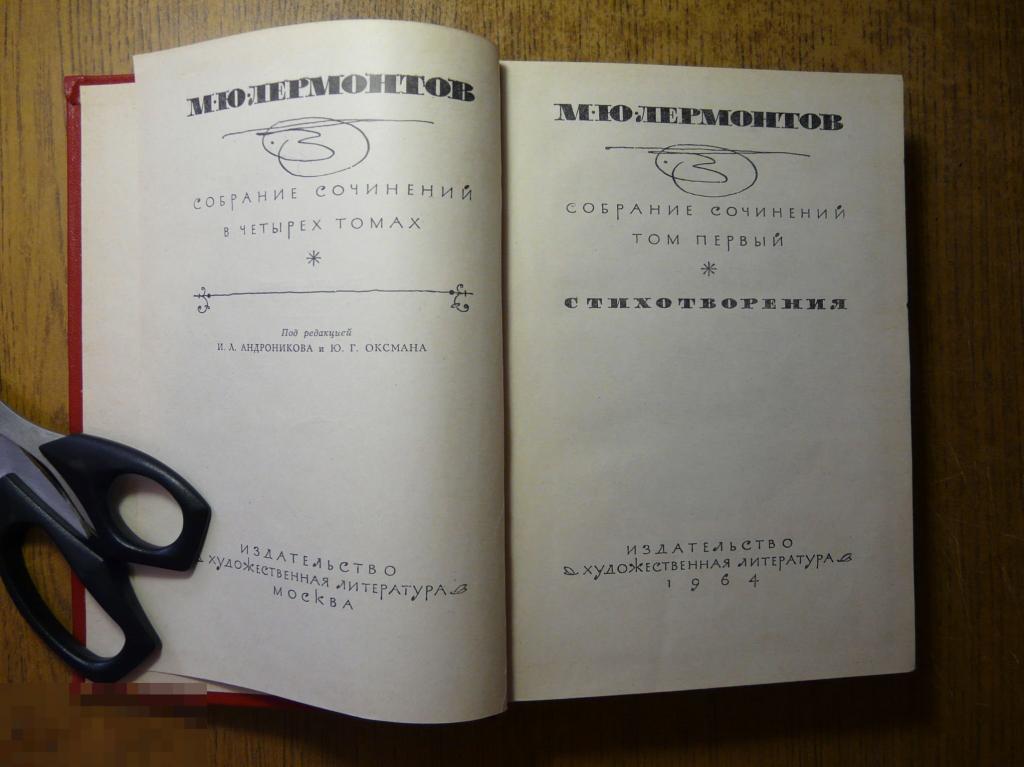 М·Ю·ЛЕРМОНТОВ
СОБРАНИЕ СОЧИНЕНИЙ
В ЧЕТЫРЕХ ТОМАХ
*
Под редакцией
И. Л. АНДРОНИКОВА и Ю. Г. ОКСМАНА
ИЗДАТЕЛЬСТВО
ХУДОЖЕСТВЕННАЯ ЛИТЕРАТУРА
МОСКВА
М·Ю·ЛЕРМОНТОВ
СОБРАНИЕ СОЧИНЕНИЙ
ТОМ ПЕРВЫЙ
*
СТИХОТВОРЕНИЯ
ИЗДАТЕЛЬСТВО
ХУДОЖЕСТВЕННАЯ ЛИТЕРАТУРА
1964